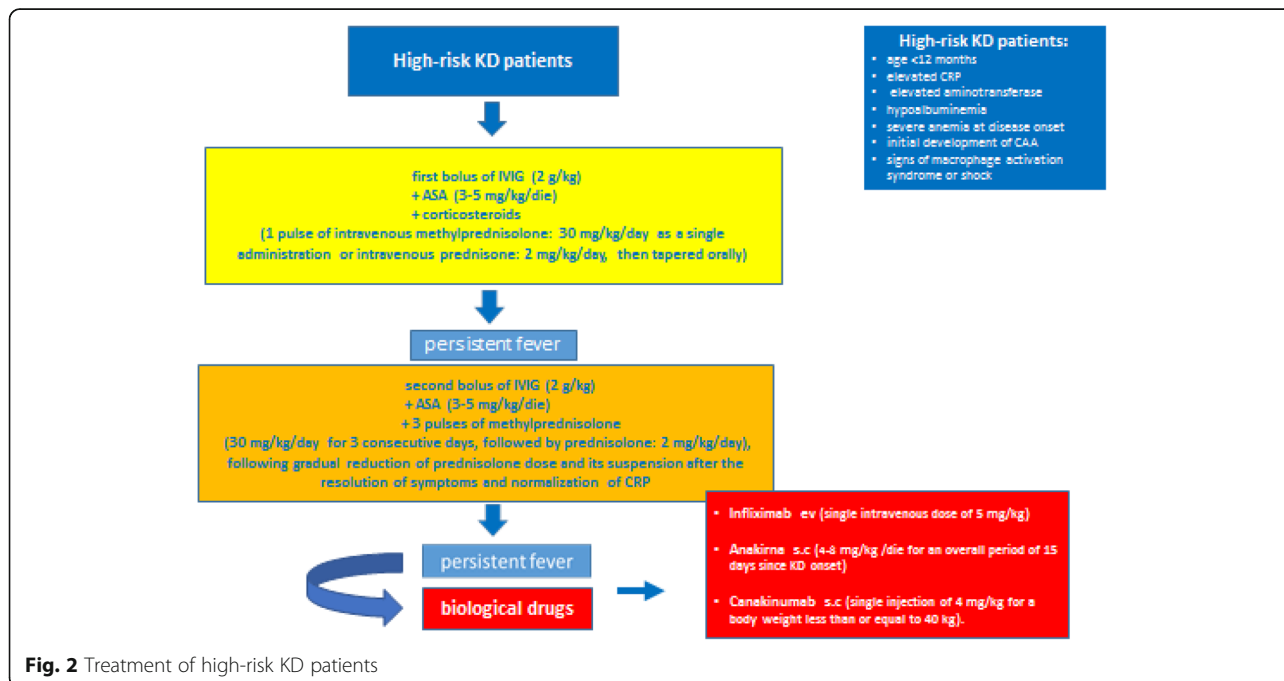 High-risk KD patients
High-risk KD patients:
• age <12 months
• elevated CRP
• elevated aminotransferase
• hypoalbuminemia
• severe anemia at disease onset
• initial development of CAA
• signs of macrophage activation
syndrome or shock
first bolus of IVIG (2 g/kg)
+ ASA (3-5 mg/kg/die)
+ corticosteroids
(1 pulse of intravenous methylprednisolone: 30 mg/kg/day as a single
administration or intravenous prednisone: 2 mg/kg/day, then tapered orally)
persistent fever
second bolus of IVIG (2 g/kg)
+ ASA (3-5 mg/kg/die)
+ 3 pulses of methylprednisolone
(30 mg/kg/day for 3 consecutive days, followed by prednisolone: 2 mg/kg/day),
following gradual reduction of prednisolone dose and its suspension after the
resolution of symptoms and normalization of CRP
persistent fever
biological drugs
• Infliximab ev (single intravenous dose of 5 mg/kg)
• Anakirna s.c (4-8 mg/kg /die for an overall period of 15
days since KD onset)
• Canakinumab s.c (single injection of 4 mg/kg for a
body weight less than or equal to 40 kg).
Fig. 2 Treatment of high-risk KD patients